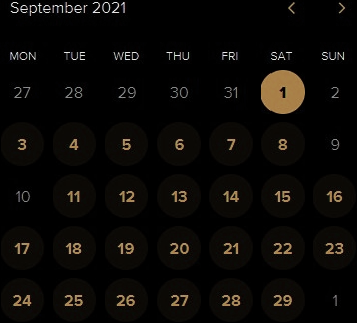 September 2021
MON TUE WED THU FRI SAT SUN
27 28 29 30 31 1 2
3 4 5 6 7 8 9
10 11 12 13 14 15 16
17 18 19 20 21 22 23
24 25 26 27 28 29 1